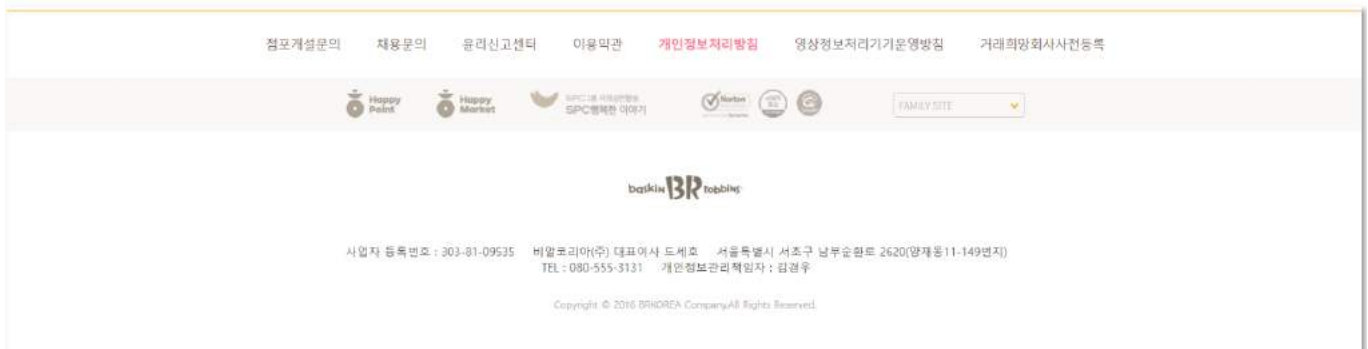 점포개설문의 채용문의 윤리신고센터 이용약관 개인정보처리방침 영상정보처리기기운영방침 거래희망회사사전등록
Happy Point Happy Market SPC행복한 이야기 Norton FAMILY SITE
baskin BR robbins
사업자 등록번호 : 303-81-09535 비알코리아(주) 대표이사 도세호 서울특별시 서초구 남부순환로 2620(양재동11-149번지)
TEL : 080-555-3131 개인정보관리책임자 : 김경우
Copyright © 2016 BRKOREA Company.All Rights Reserved.